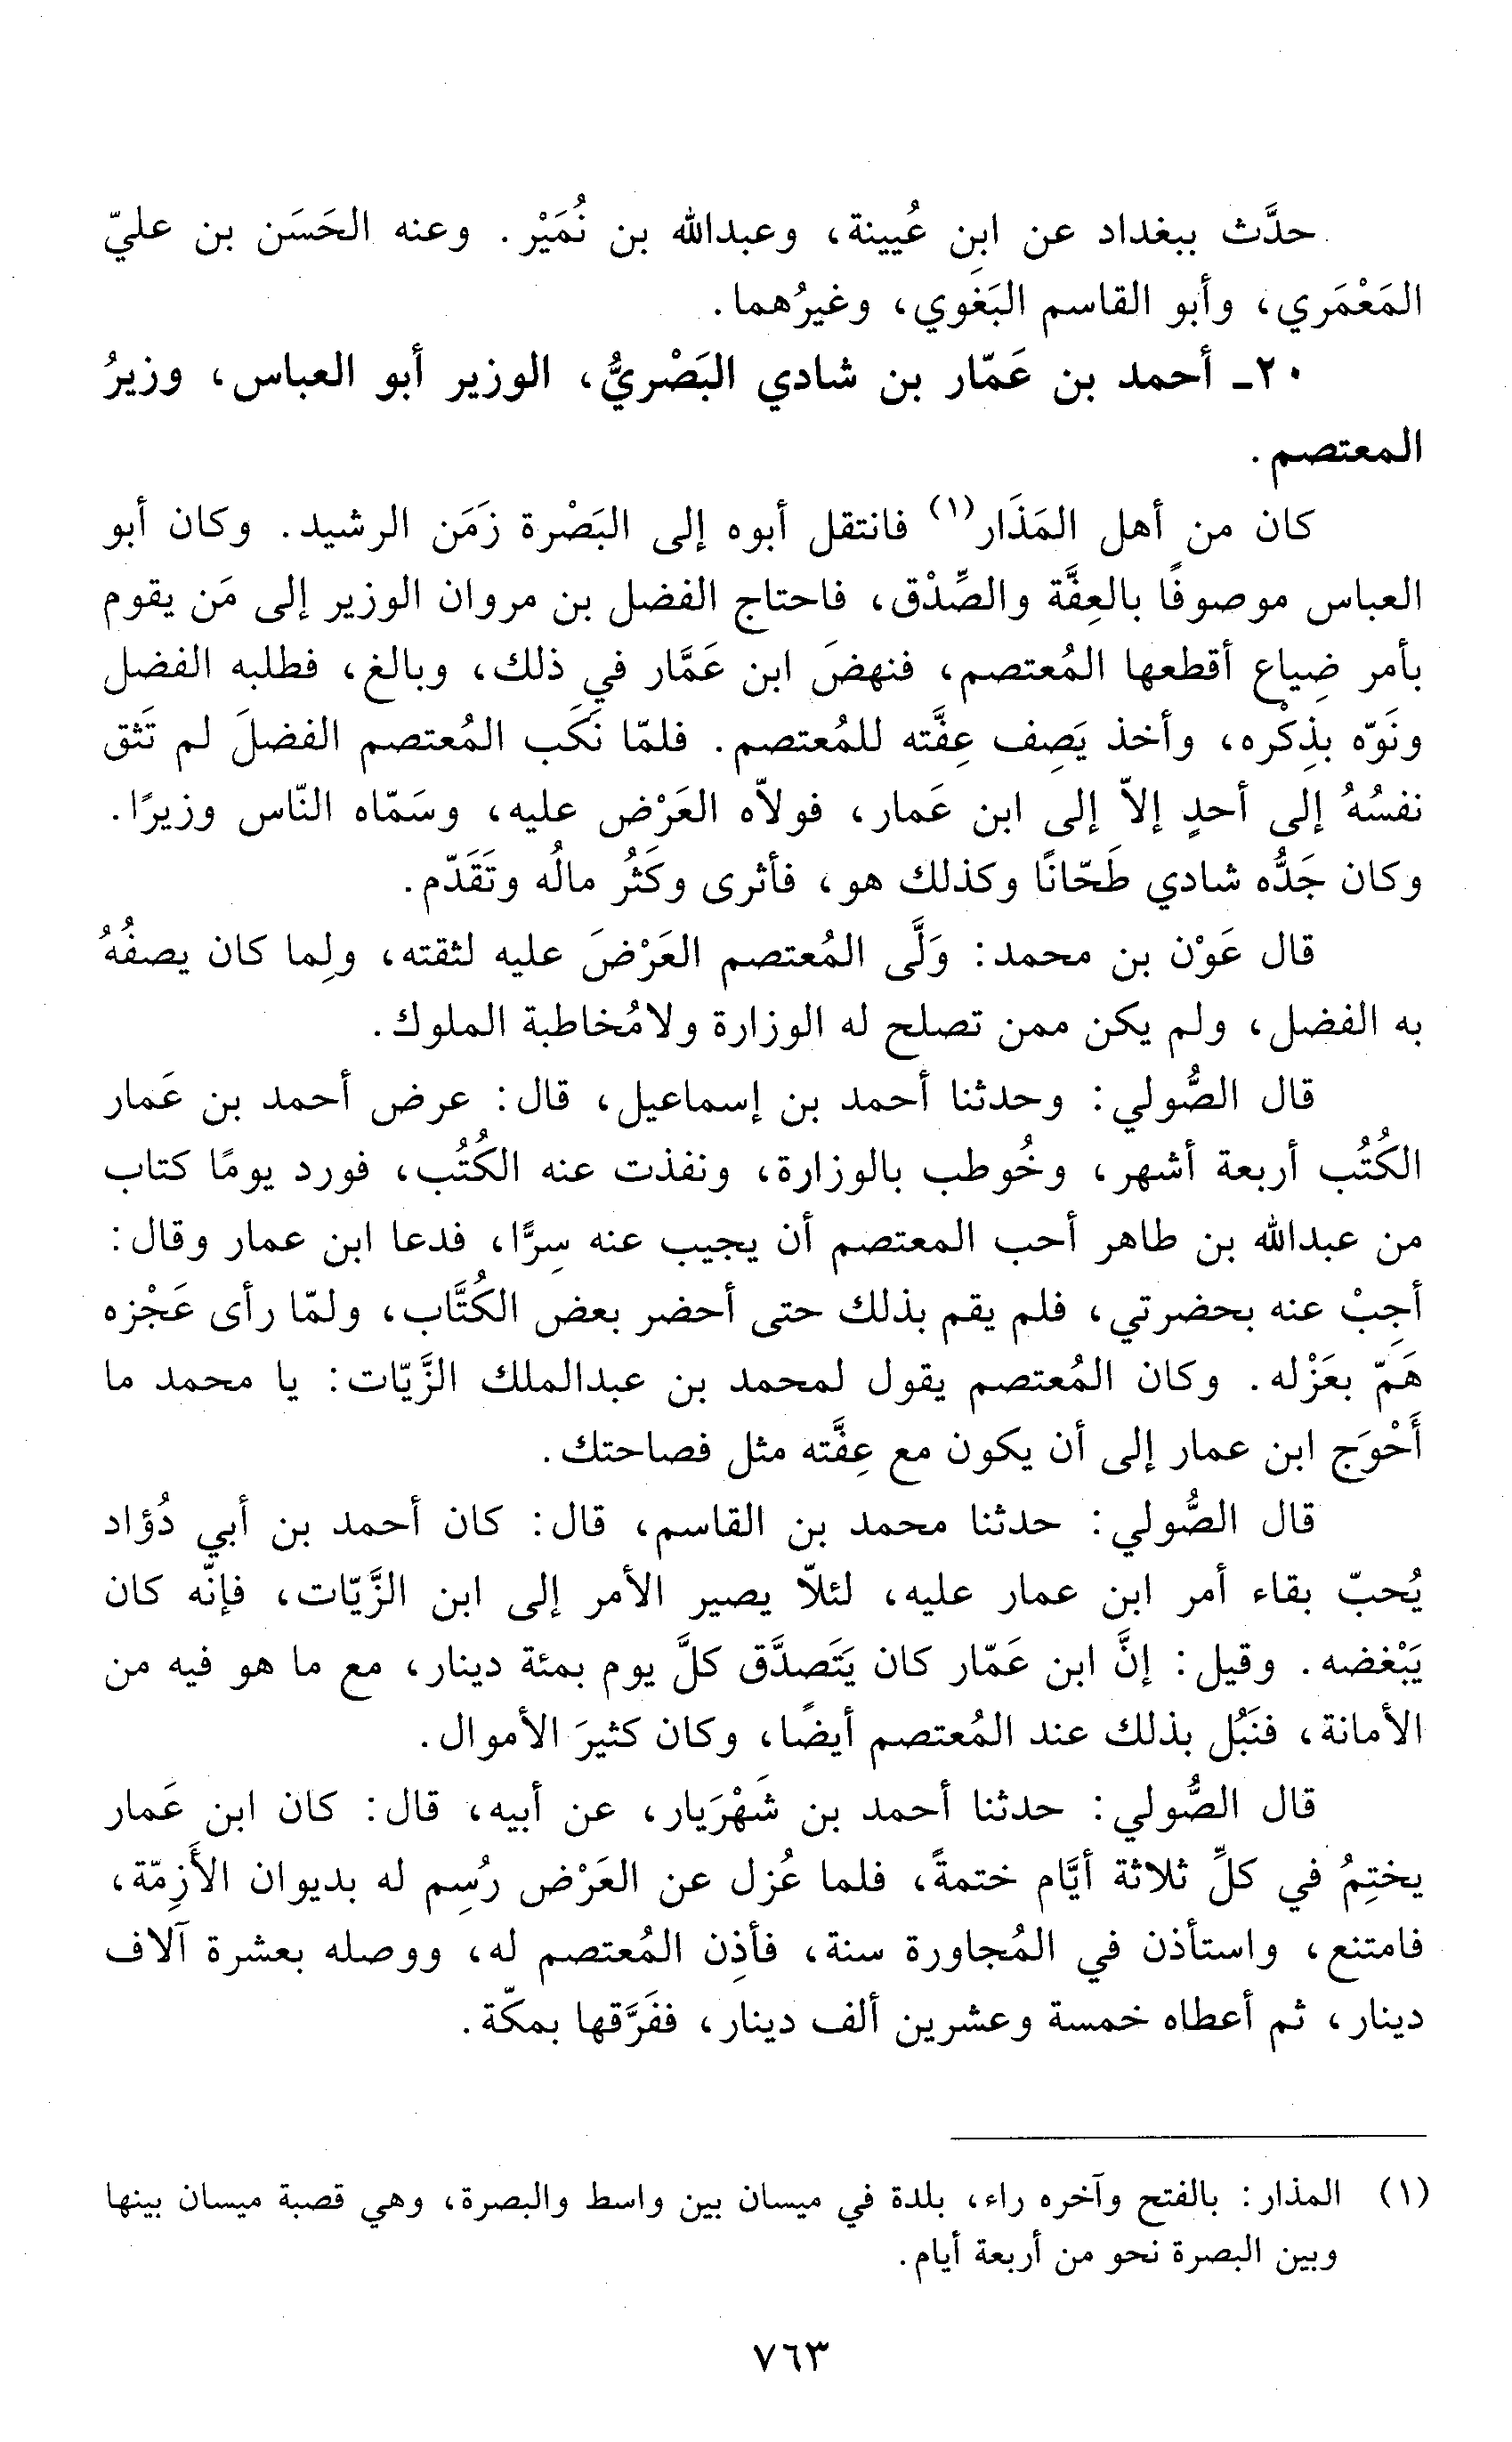 حدَّث ببغداد عن ابن عُيينة، وعبدالله بن نُمَيْر. وعنه الحَسَن بن عليّ
المَعْمَري، وأبو القاسم البَغَوي، وغيرُهما.
٢٠ـ أحمد بن عَمّار بن شادي البَصْريُّ، الوزير أبو العباس، وزيرُ
المعتصم.
كان من أهل المَذَار(١) فانتقل أبوه إلى البَصْرة زَمَن الرشيد. وكان أبو
العباس موصوفًا بالعِفَّة والصِّدْق، فاحتاج الفضل بن مروان الوزير إلى مَن يقوم
بأمر ضِياع أقطعها المُعتصم، فنهضَ ابن عَمَّار في ذلك، وبالغ، فطلبه الفضل
ونَوّه بذِكْره، وأخذ يَصِف عِفَّته للمُعتصم. فلمّا نَكَب المُعتصم الفضلَ لم تَثق
نفسُهُ إلى أحدٍ إلاّ إلى ابن عَمار، فولاّه العَرْض عليه، وسَمّاه النّاس وزيرًا.
وكان جَدُّه شادي طَحّانًا وكذلك هو، فأثرى وكَثُر مالُه وتَقَدّم.
قال عَوْن بن محمد: وَلَّى المُعتصم العَرْضَ عليه لثقته، ولِما كان يصفُهُ
به الفضل، ولم يكن ممن تصلح له الوزارة ولامُخاطبة الملوك.
قال الصُّولي: وحدثنا أحمد بن إسماعيل، قال: عرض أحمد بن عَمار
الكُتُب أربعة أشهر، وخُوطب بالوزارة، ونفذت عنه الكُتُب، فورد يومًا كتاب
من عبدالله بن طاهر أحب المعتصم أن يجيب عنه سِرًّا، فدعا ابن عمار وقال:
أجِبْ عنه بحضرتي، فلم يقم بذلك حتى أحضر بعض الكُتَّاب، ولمّا رأى عَجْزه
هَمّ بعَزْله. وكان المُعتصم يقول لمحمد بن عبدالملك الزَّيّات: يا محمد ما
أَحْوَج ابن عمار إلى أن يكون مع عِفَّته مثل فصاحتك.
قال الصُّولي: حدثنا محمد بن القاسم، قال: كان أحمد بن أبي دُؤاد
يُحبّ بقاء أمر ابن عمار عليه، لئلاّ يصير الأمر إلى ابن الزَّيّات، فإنّه كان
يَبْغضه. وقيل: إنَّ ابن عَمّار كان يَتَصدَّق كلَّ يوم بمئة دينار، مع ما هو فيه من
الأمانة، فنَبُل بذلك عند المُعتصم أيضًا، وكان كثيرَ الأموال.
قال الصُّولي: حدثنا أحمد بن شَهْرَيار، عن أبيه، قال: كان ابن عَمار
يختِمُ في كلِّ ثلاثة أيَّام ختمةً، فلما عُزل عن العَرْض رُسِم له بديوان الأَزِمّة،
فامتنع، واستأذن في المُجاورة سنة، فأذِن المُعتصم له، ووصله بعشرة آلاف
دينار، ثم أعطاه خمسة وعشرين ألف دينار، ففَرَّقها بمكّة.
(١) المذار: بالفتح وآخره راء، بلدة في ميسان بين واسط والبصرة، وهي قصبة ميسان بينها
وبين البصرة نحو من أربعة أيام.
٧٦٣